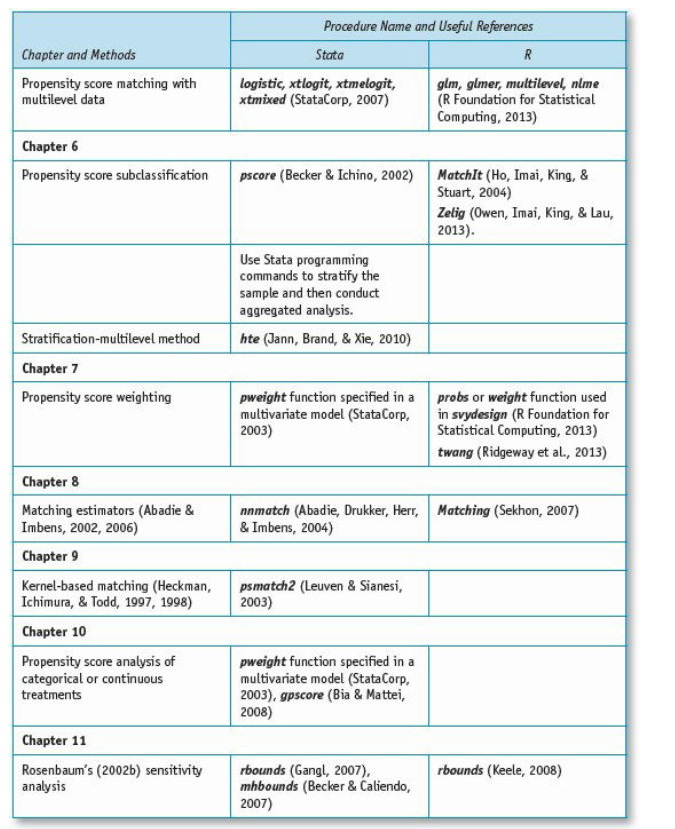 Procedure Name and Useful References
Chapter and Methods
Stata
R
Propensity score matching with
multilevel data
logistic, xtlogit, xtmelogit,
xtmixed (StataCorp, 2007)
glm, glmer, multilevel, nlme
(R Foundation for Statistical
Computing, 2013)
Chapter 6
Propensity score subclassification
pscore (Becker & Ichino, 2002)
MatchIt (Ho, Imai, King, &
Stuart, 2004)
Zelig (Owen, Imai, King, & Lau,
2013).
Use Stata programming
commands to stratify the
sample and then conduct
aggregated analysis.
Stratification-multilevel method
hte (Jann, Brand, & Xie, 2010)
Chapter 7
Propensity score weighting
pweight function specified in a
multivariate model (StataCorp,
2003)
probs or weight function used
in svydesign (R Foundation for
Statistical Computing, 2013)
twang (Ridgeway et al., 2013)
Chapter 8
Matching estimators (Abadie &
Imbens, 2002, 2006)
nnmatch (Abadie, Drukker, Herr,
& Imbens, 2004)
Matching (Sekhon, 2007)
Chapter 9
Kernel-based matching (Heckman,
Ichimura, & Todd, 1997, 1998)
psmatch2 (Leuven & Sianesi,
2003)
Chapter 10
Propensity score analysis of
categorical or continuous
treatments
pweight function specified in a
multivariate model (StataCorp,
2003), gpscore (Bia & Mattei,
2008)
Chapter 11
Rosenbaum's (2002b) sensitivity
analysis
rbounds (Gangl, 2007),
mhbounds (Becker & Caliendo,
2007)
rbounds (Keele, 2008)